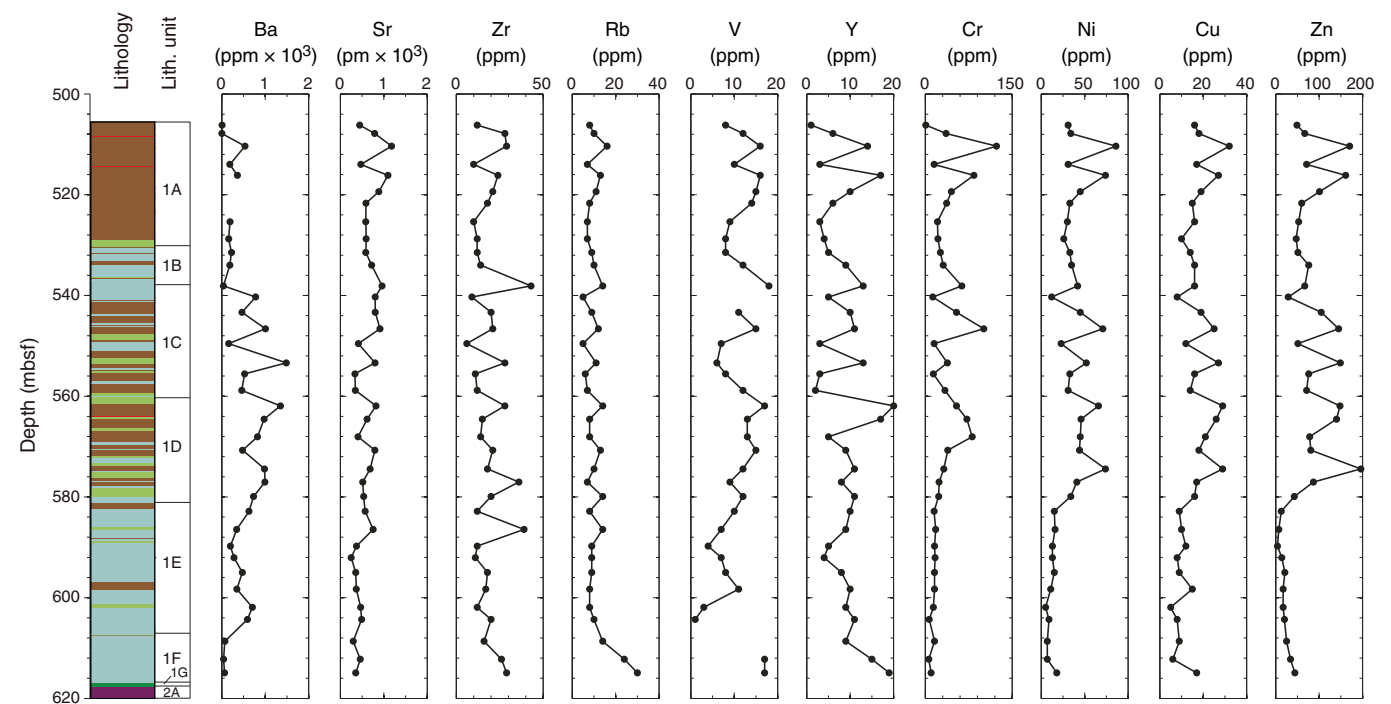 Lithology
Lith. unit
Ba
(ppm × 10³)
Sr
(pm × 10³)
Zr
(ppm)
Rb
(ppm)
V
(ppm)
Y
(ppm)
Cr
(ppm)
Ni
(ppm)
Cu
(ppm)
Zn
(ppm)
0 1 2
0 1 2
0 50
0 20 40
0 10 20
0 10 20
0 150
0 50 100
0 20 40
0 100 200
Depth (mbsf)
500
520
540
560
580
600
620
1A
1B
1C
1D
1E
1F
1G
2A